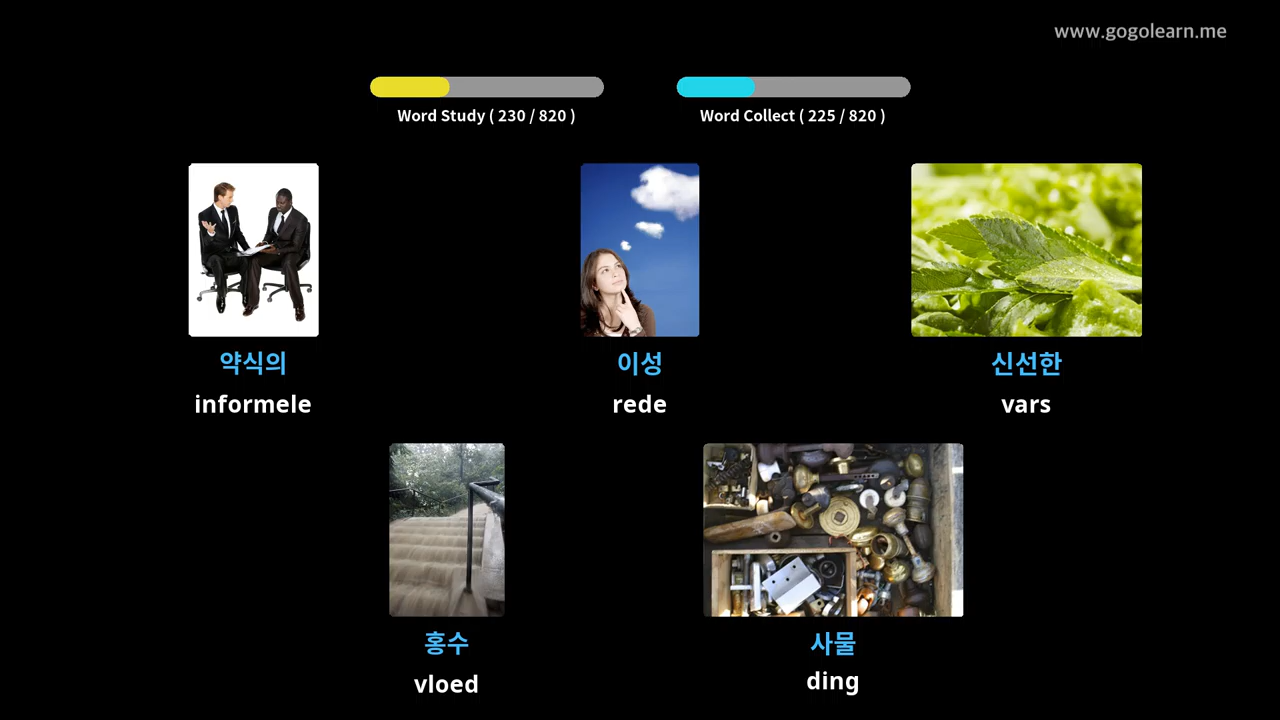 www.gogolearn.me
Word Study ( 230 / 820 )
Word Collect ( 225 / 820 )
약식의
이성
신선한
informele
rede
vars
홍수
사물
vloed
ding